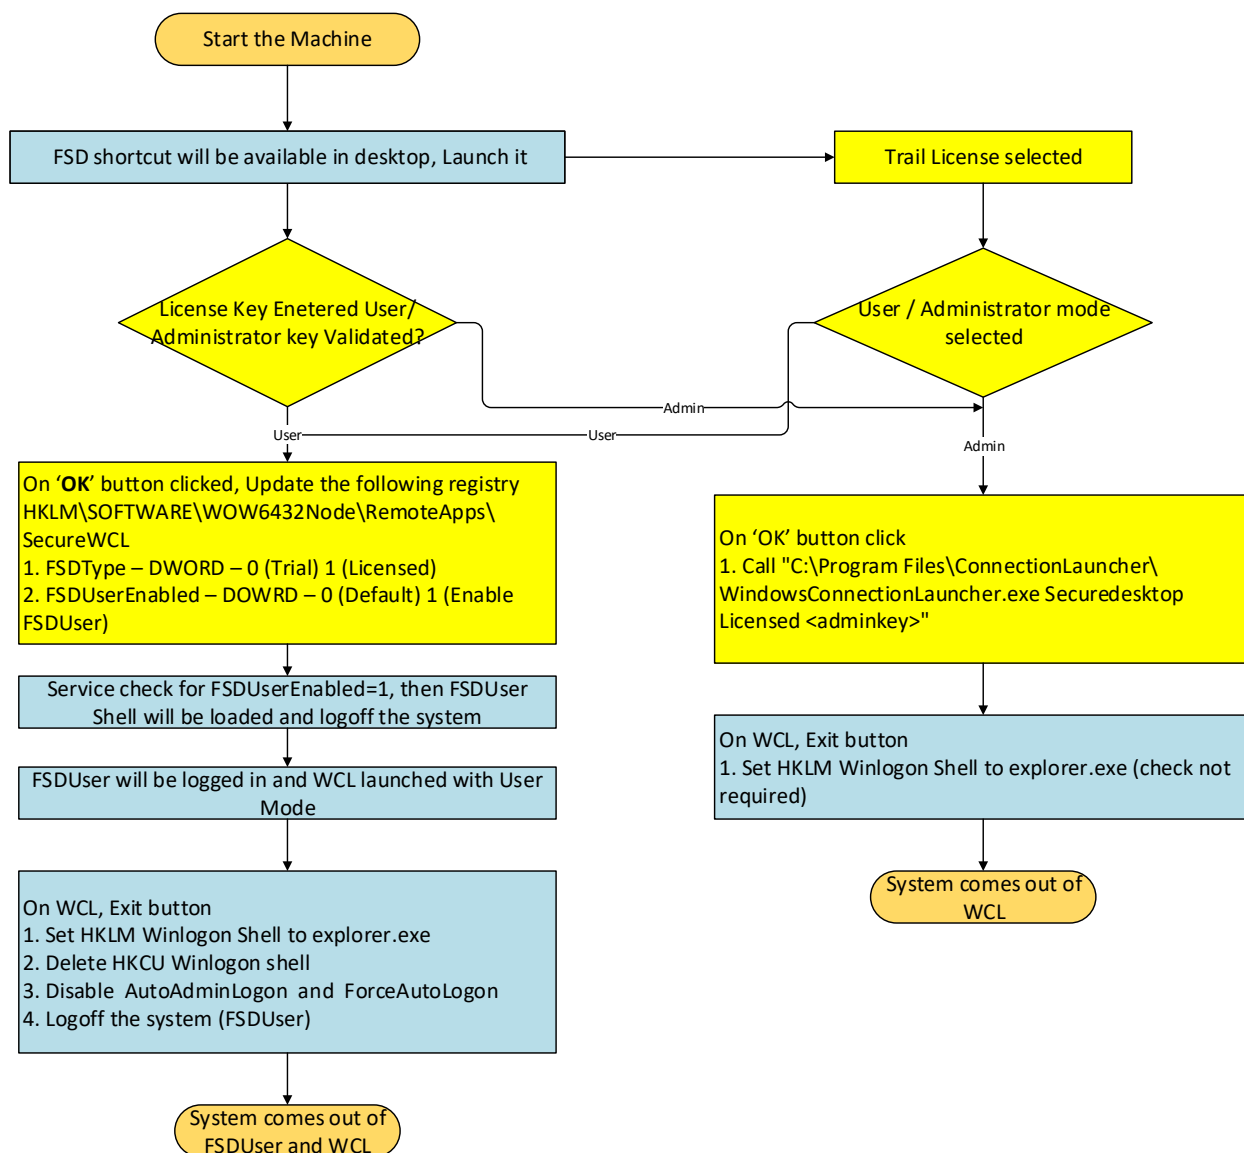 Start the Machine
FSD shortcut will be available in desktop, Launch it
Trail License selected
License Key Enetered User/
Administrator key Validated?
User / Administrator mode
selected
Admin
User
User
Admin
On ‘OK’ button clicked, Update the following registry
HKLM\SOFTWARE\WOW6432Node\RemoteApps\
SecureWCL
1. FSDType – DWORD – 0 (Trial) 1 (Licensed)
2. FSDUserEnabled – DOWRD – 0 (Default) 1 (Enable
FSDUser)
On ‘OK’ button click
1. Call "C:\Program Files\ConnectionLauncher\
WindowsConnectionLauncher.exe Securedesktop
Licensed <adminkey>"
Service check for FSDUserEnabled=1, then FSDUser
Shell will be loaded and logoff the system
FSDUser will be logged in and WCL launched with User
Mode
On WCL, Exit button
1. Set HKLM Winlogon Shell to explorer.exe (check not
required)
On WCL, Exit button
1. Set HKLM Winlogon Shell to explorer.exe
2. Delete HKCU Winlogon shell
3. Disable AutoAdminLogon and ForceAutoLogon
4. Logoff the system (FSDUser)
System comes out of
WCL
System comes out of
FSDUser and WCL